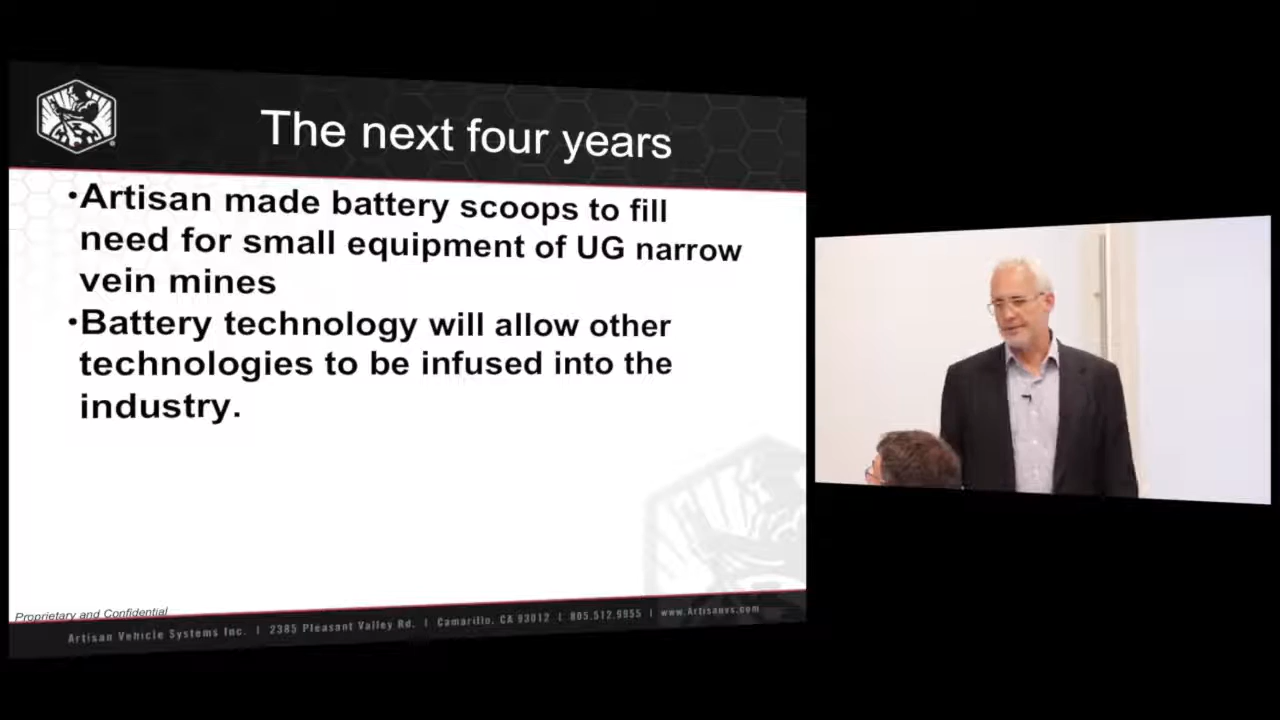 The next four years
•Artisan made battery scoops to fill
need for small equipment of UG narrow
vein mines
•Battery technology will allow other
technologies to be infused into the
industry.
Proprietary and Confidential
Artisan Vehicle Systems Inc. | 2385 Pleasant Valley Rd. | Camarillo, CA 93012 | 805.512.9955 | www.Artisanvs.com